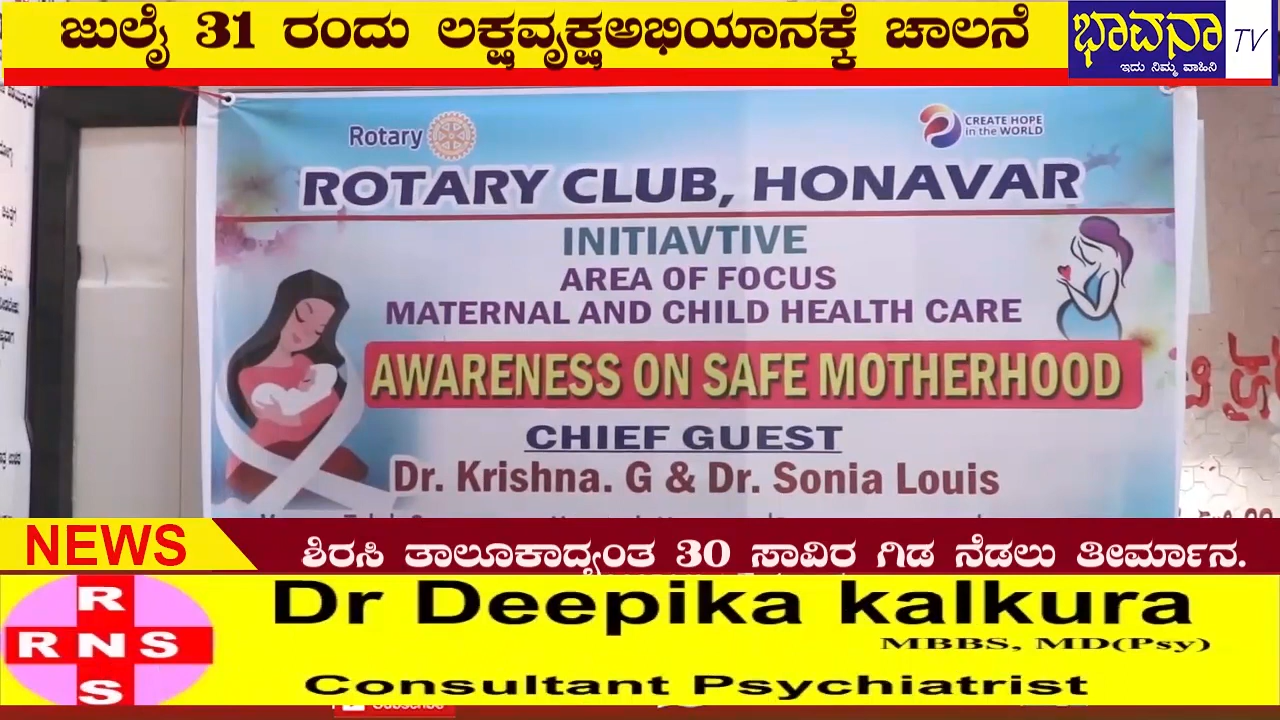 ಜುಲೈ 31 ರಂದು ಲಕ್ಷವೃಕ್ಷಅಭಿಯಾನಕ್ಕೆ ಚಾಲನೆ
ಭಾವನಾ TV
ಇದು ನಿಮ್ಮ ವಾಹಿನಿ
Rotary
CREATE HOPE
in the WORLD
ROTARY CLUB, HONAVAR
INITIAVTIVE
AREA OF FOCUS
MATERNAL AND CHILD HEALTH CARE
AWARENESS ON SAFE MOTHERHOOD
CHIEF GUEST
Dr. Krishna. G & Dr. Sonia Louis
NEWS
ಶಿರಸಿ ತಾಲೂಕಾದ್ಯಂತ 30 ಸಾವಿರ ಗಿಡ ನೆಡಲು ತೀರ್ಮಾನ.
R
RNS
S
Dr Deepika kalkura
MBBS, MD(Psy)
Consultant Psychiatrist
Subscribe